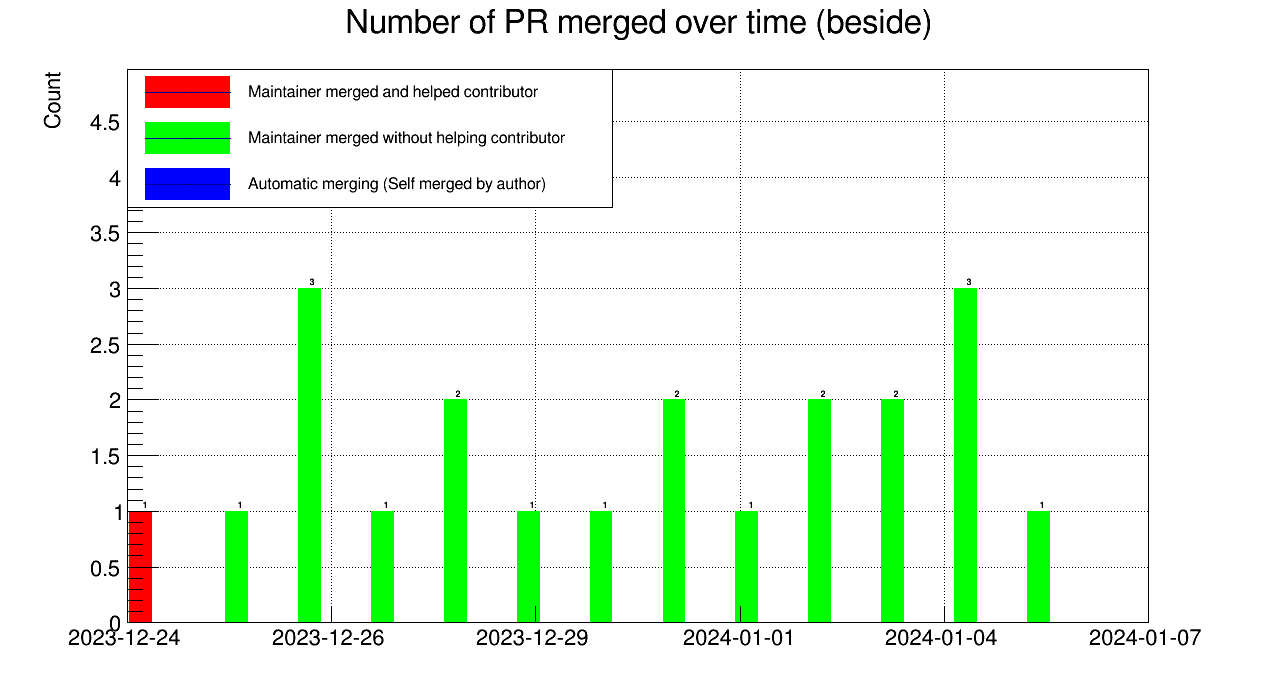 Number of PR merged over time (beside)
Count
Maintainer merged and helped contributor
Maintainer merged without helping contributor
Automatic merging (Self merged by author)
4.5
4
3.5
3
2.5
2
1.5
1
0.5
0
1 1 3 1 2 1 1 2 1 2 2 3 1
2023-12-24 2023-12-26 2023-12-29 2024-01-01 2024-01-04 2024-01-07